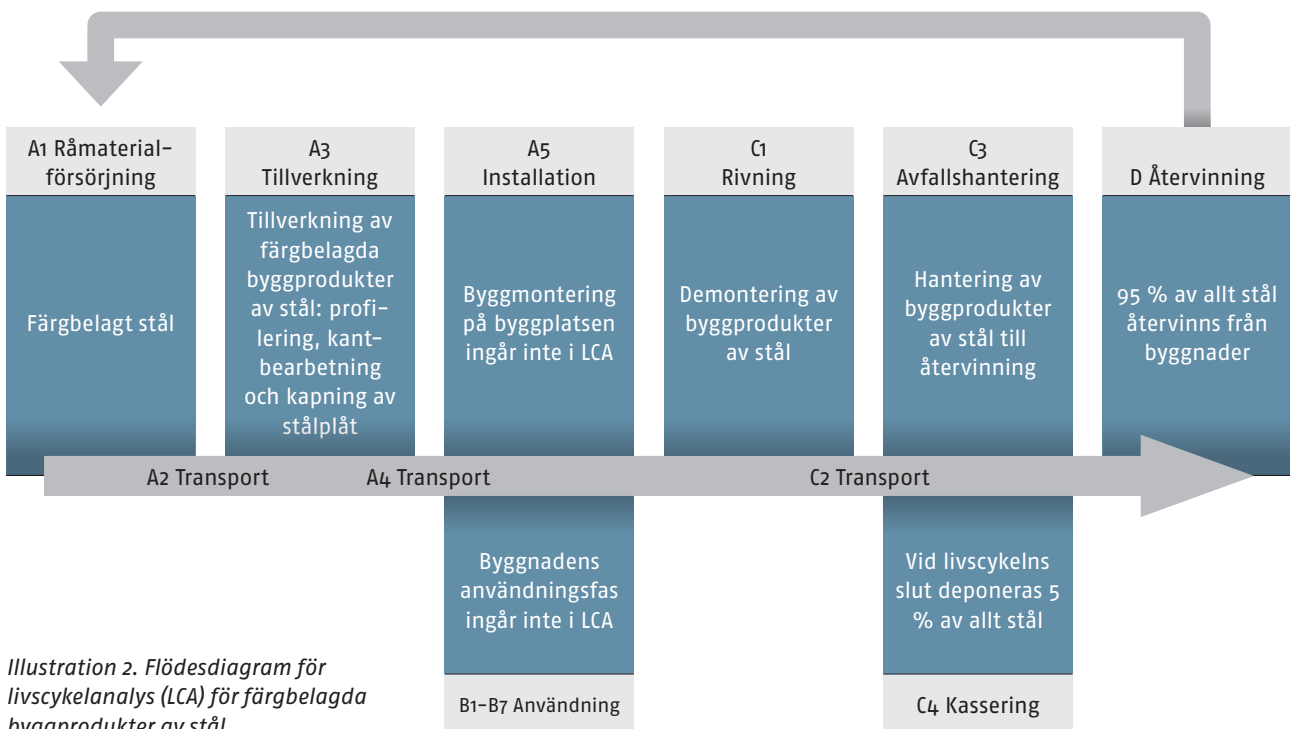 A1 Råmaterial-
försörjning
Färgbelagt stål
A3
Tillverkning
Tillverkning av
färgbelagda
byggprodukter
av stål: profi-
lering, kant-
bearbetning
och kapning av
stålplåt
A5
Installation
Byggmontering
på byggplatsen
ingår inte i LCA
C1
Rivning
Demontering av
byggprodukter
av stål
C3
Avfallshantering
Hantering av
byggprodukter
av stål till
återvinning
D Återvinning
95 % av allt stål
återvinns från
byggnader
A2 Transport
A4 Transport
C2 Transport
Byggnadens
användningsfas
ingår inte i LCA
B1-B7 Användning
Vid livscykelns
slut deponeras 5
% av allt stål
C4 Kassering
Illustration 2. Flödesdiagram för
livscykelanalys (LCA) för färgbelagda
byggprodukter av stål